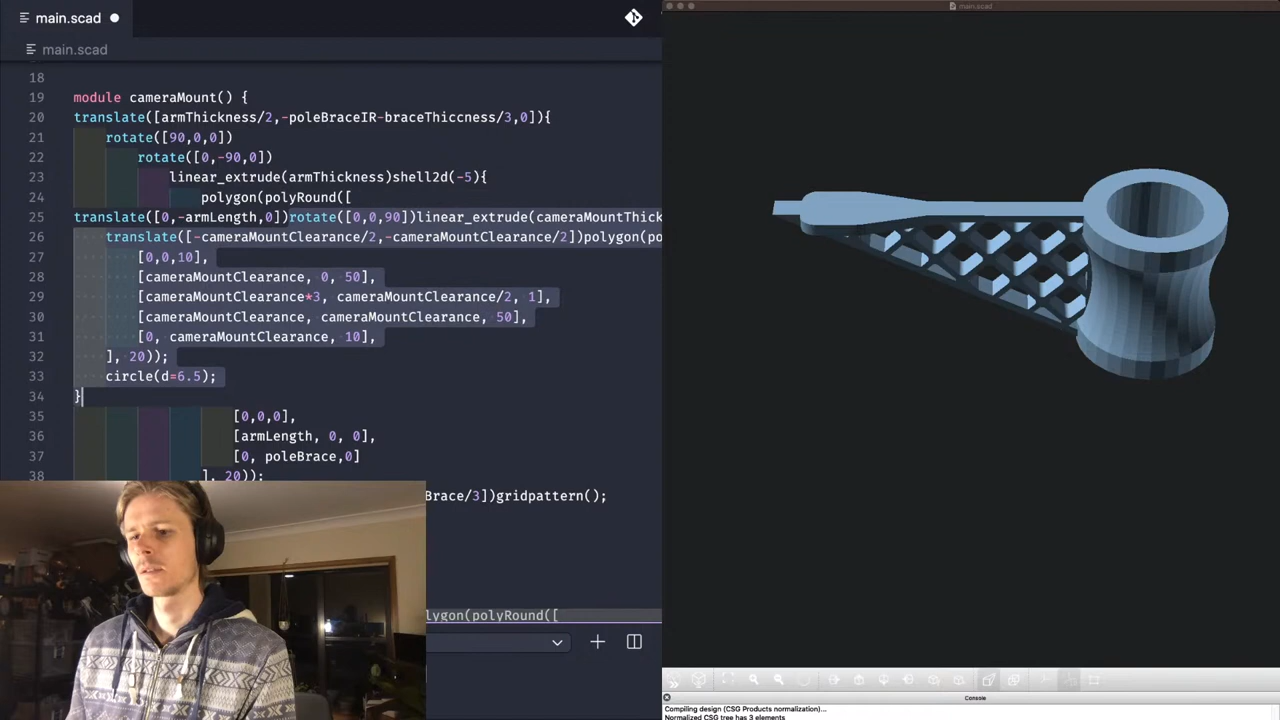 main.scad
main.scad
main.scad
18
19 module cameraMount() {
20 translate([armThickness/2,-poleBraceIR-braceThiccness/3,0]){
21 rotate([90,0,0])
22 rotate([0,-90,0])
23 linear_extrude(armThickness)shell2d(-5){
24 polygon(polyRound([
25 translate([0,-armLength,0])rotate([0,0,90])linear_extrude(cameraMountThick
26 translate([-cameraMountClearance/2,-cameraMountClearance/2])polygon(po
27 [0,0,10],
28 [cameraMountClearance, 0, 50],
29 [cameraMountClearance*3, cameraMountClearance/2, 1],
30 [cameraMountClearance, cameraMountClearance, 50],
31 [0, cameraMountClearance, 10],
32 ], 20));
33 circle(d=6.5);
34 }
35 [0,0,0],
36 [armLength, 0, 0],
37 [0, poleBrace,0]
38 ], 20));
Brace/3])gridpattern();
lygon(polyRound([
Console
Compiling design (CSG Products normalization)...
Normalized CSG tree has 3 elements